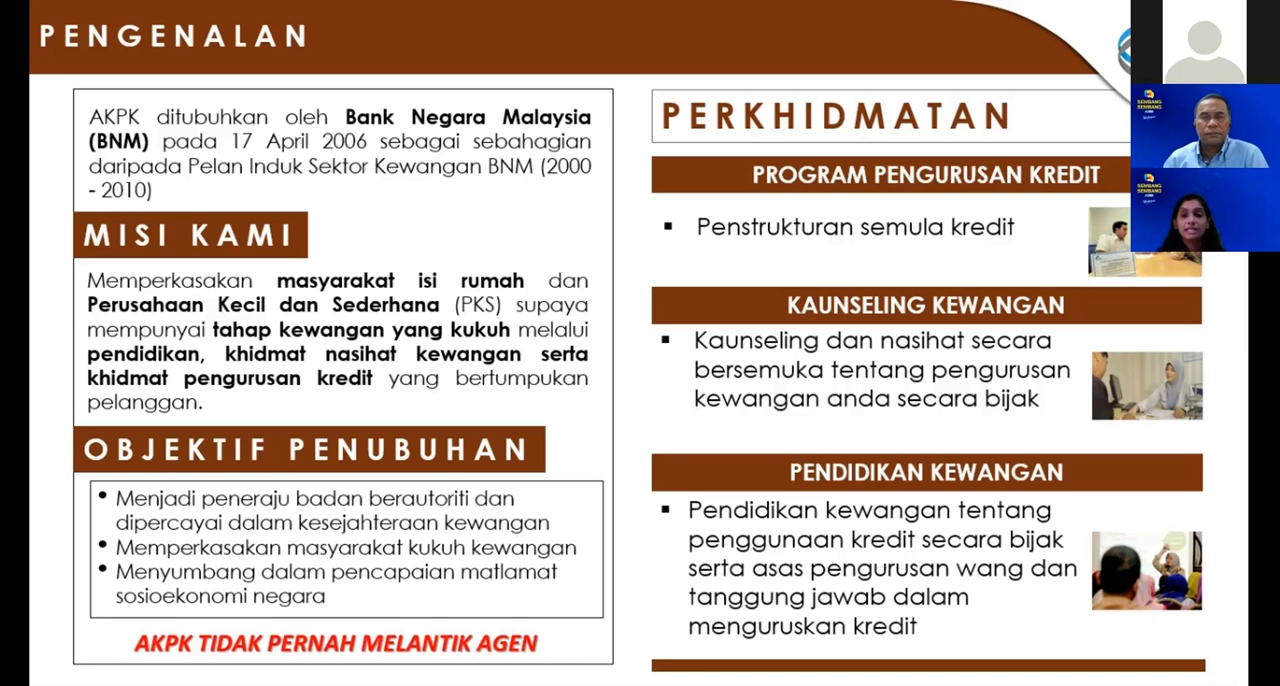 PENGENALAN
AKPK ditubuhkan oleh Bank Negara Malaysia
(BNM) pada 17 April 2006 sebagai sebahagian
daripada Pelan Induk Sektor Kewangan BNM (2000
- 2010)
MISI KAMI
Memperkasakan masyarakat isi rumah dan
Perusahaan Kecil dan Sederhana (PKS) supaya
mempunyai tahap kewangan yang kukuh melalui
pendidikan, khidmat nasihat kewangan serta
khidmat pengurusan kredit yang bertumpukan
pelanggan.
OBJEKTIF PENUBUHAN
• Menjadi peneraju badan berautoriti dan
dipercayai dalam kesejahteraan kewangan
• Memperkasakan masyarakat kukuh kewangan
• Menyumbang dalam pencapaian matlamat
sosioekonomi negara
AKPK TIDAK PERNAH MELANTIK AGEN
PERKHIDMATAN
PROGRAM PENGURUSAN KREDIT
▪ Penstrukturan semula kredit
KAUNSELING KEWANGAN
▪ Kaunseling dan nasihat secara
bersemuka tentang pengurusan
kewangan anda secara bijak
PENDIDIKAN KEWANGAN
▪ Pendidikan kewangan tentang
penggunaan kredit secara bijak
serta asas pengurusan wang dan
tanggung jawab dalam
menguruskan kredit
SEMBANG
SEMBANG
SEMBANG
SEMBANG